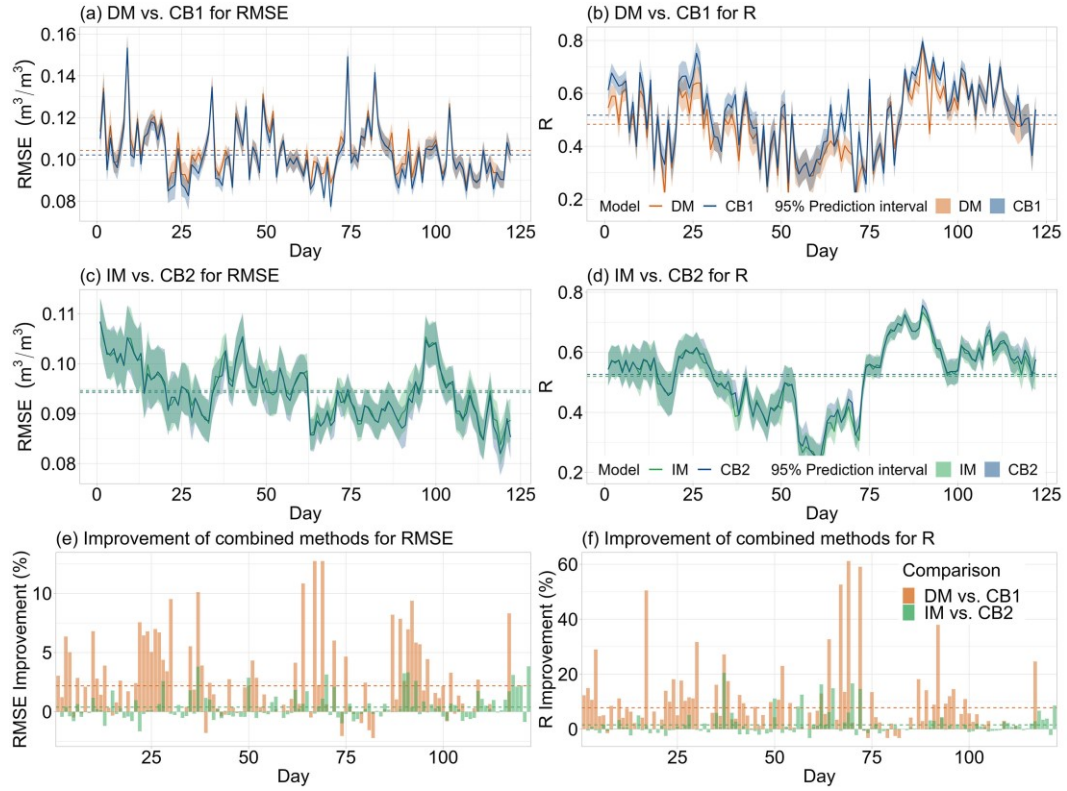 (a) DM vs. CB1 for RMSE
0.16
0.14
0.12
0.10
0.08
RMSE (m³/m³)
0
25
50
75
100
125
Day
(b) DM vs. CB1 for R
0.8
0.6
0.4
0.2
R
Model DM CB1 95% Prediction interval DM CB1
0
25
50
75
100
125
Day
(c) IM vs. CB2 for RMSE
0.11
0.10
0.09
0.08
RMSE (m³/m³)
0
25
50
75
100
125
Day
(d) IM vs. CB2 for R
0.8
0.6
0.4
0.2
R
Model IM CB2 95% Prediction interval IM CB2
0
25
50
75
100
125
Day
(e) Improvement of combined methods for RMSE
10
5
0
RMSE Improvement (%)
25
50
75
100
Day
(f) Improvement of combined methods for R
60
40
20
0
R Improvement (%)
Comparison
DM vs. CB1
IM vs. CB2
25
50
75
100
Day